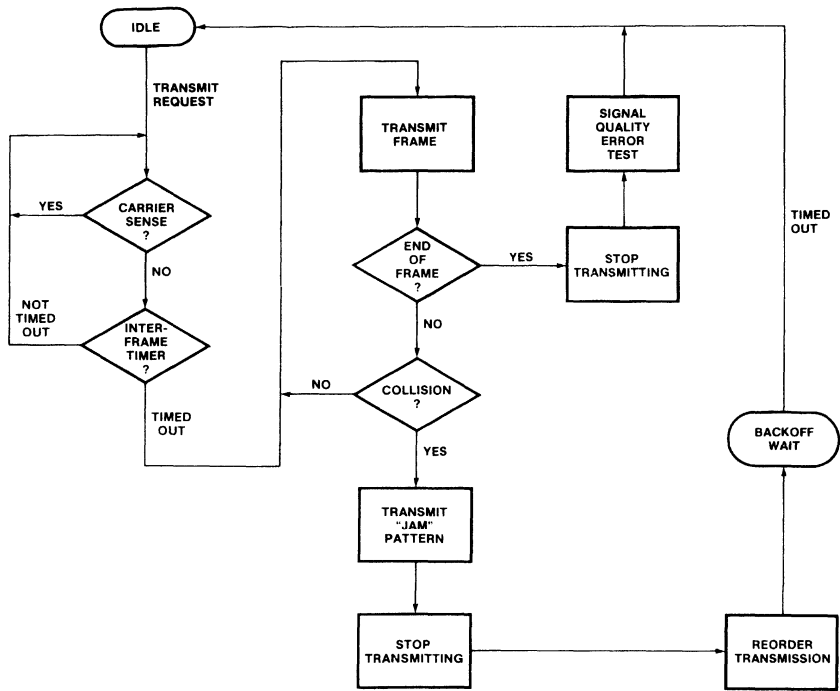 IDLE
TRANSMIT
REQUEST
YES
CARRIER
SENSE
?
NO
NOT
TIMED
OUT
INTER-
FRAME
TIMER
?
TIMED
OUT
TRANSMIT
FRAME
END
OF
FRAME
?
YES
NO
NO
COLLISION
?
YES
TRANSMIT
"JAM"
PATTERN
STOP
TRANSMITTING
SIGNAL
QUALITY
ERROR
TEST
STOP
TRANSMITTING
TIMED
OUT
BACKOFF
WAIT
REORDER
TRANSMISSION